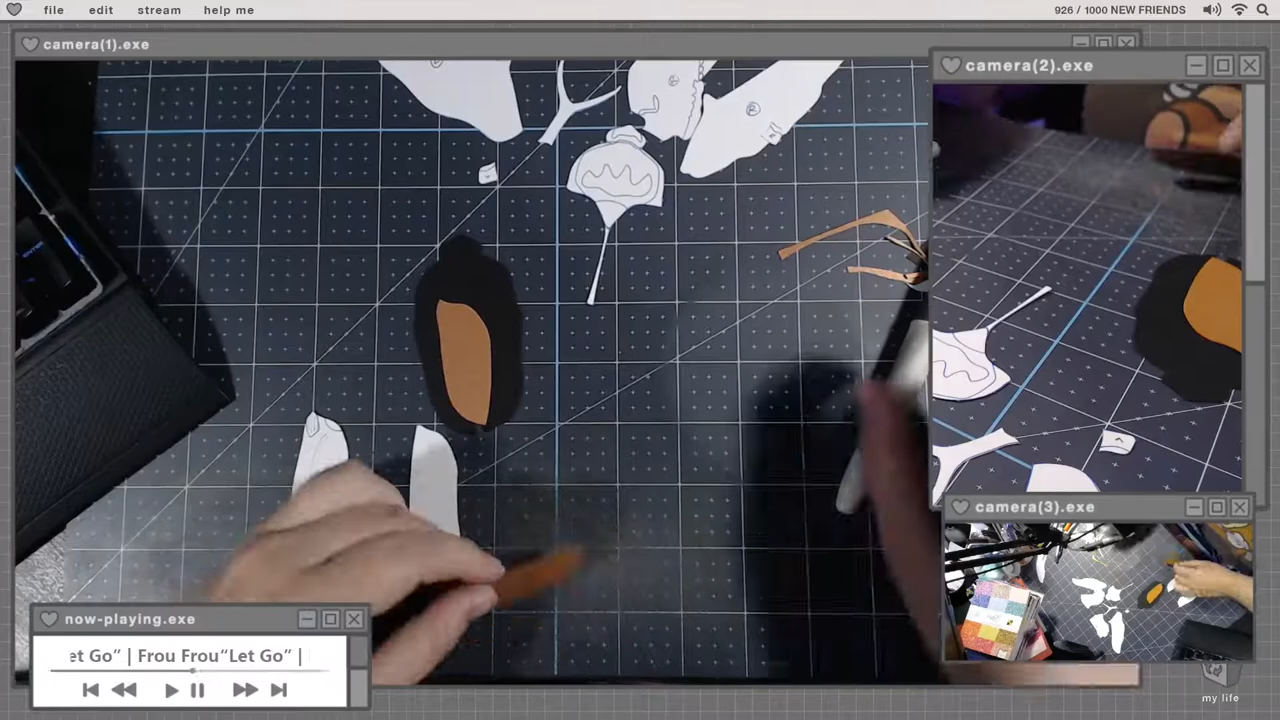 file edit stream help me
926 / 1000 NEW FRIENDS
camera(1).exe
camera(2).exe
camera(3).exe
now-playing.exe
et Go” | Frou Frou“Let Go” |
my life